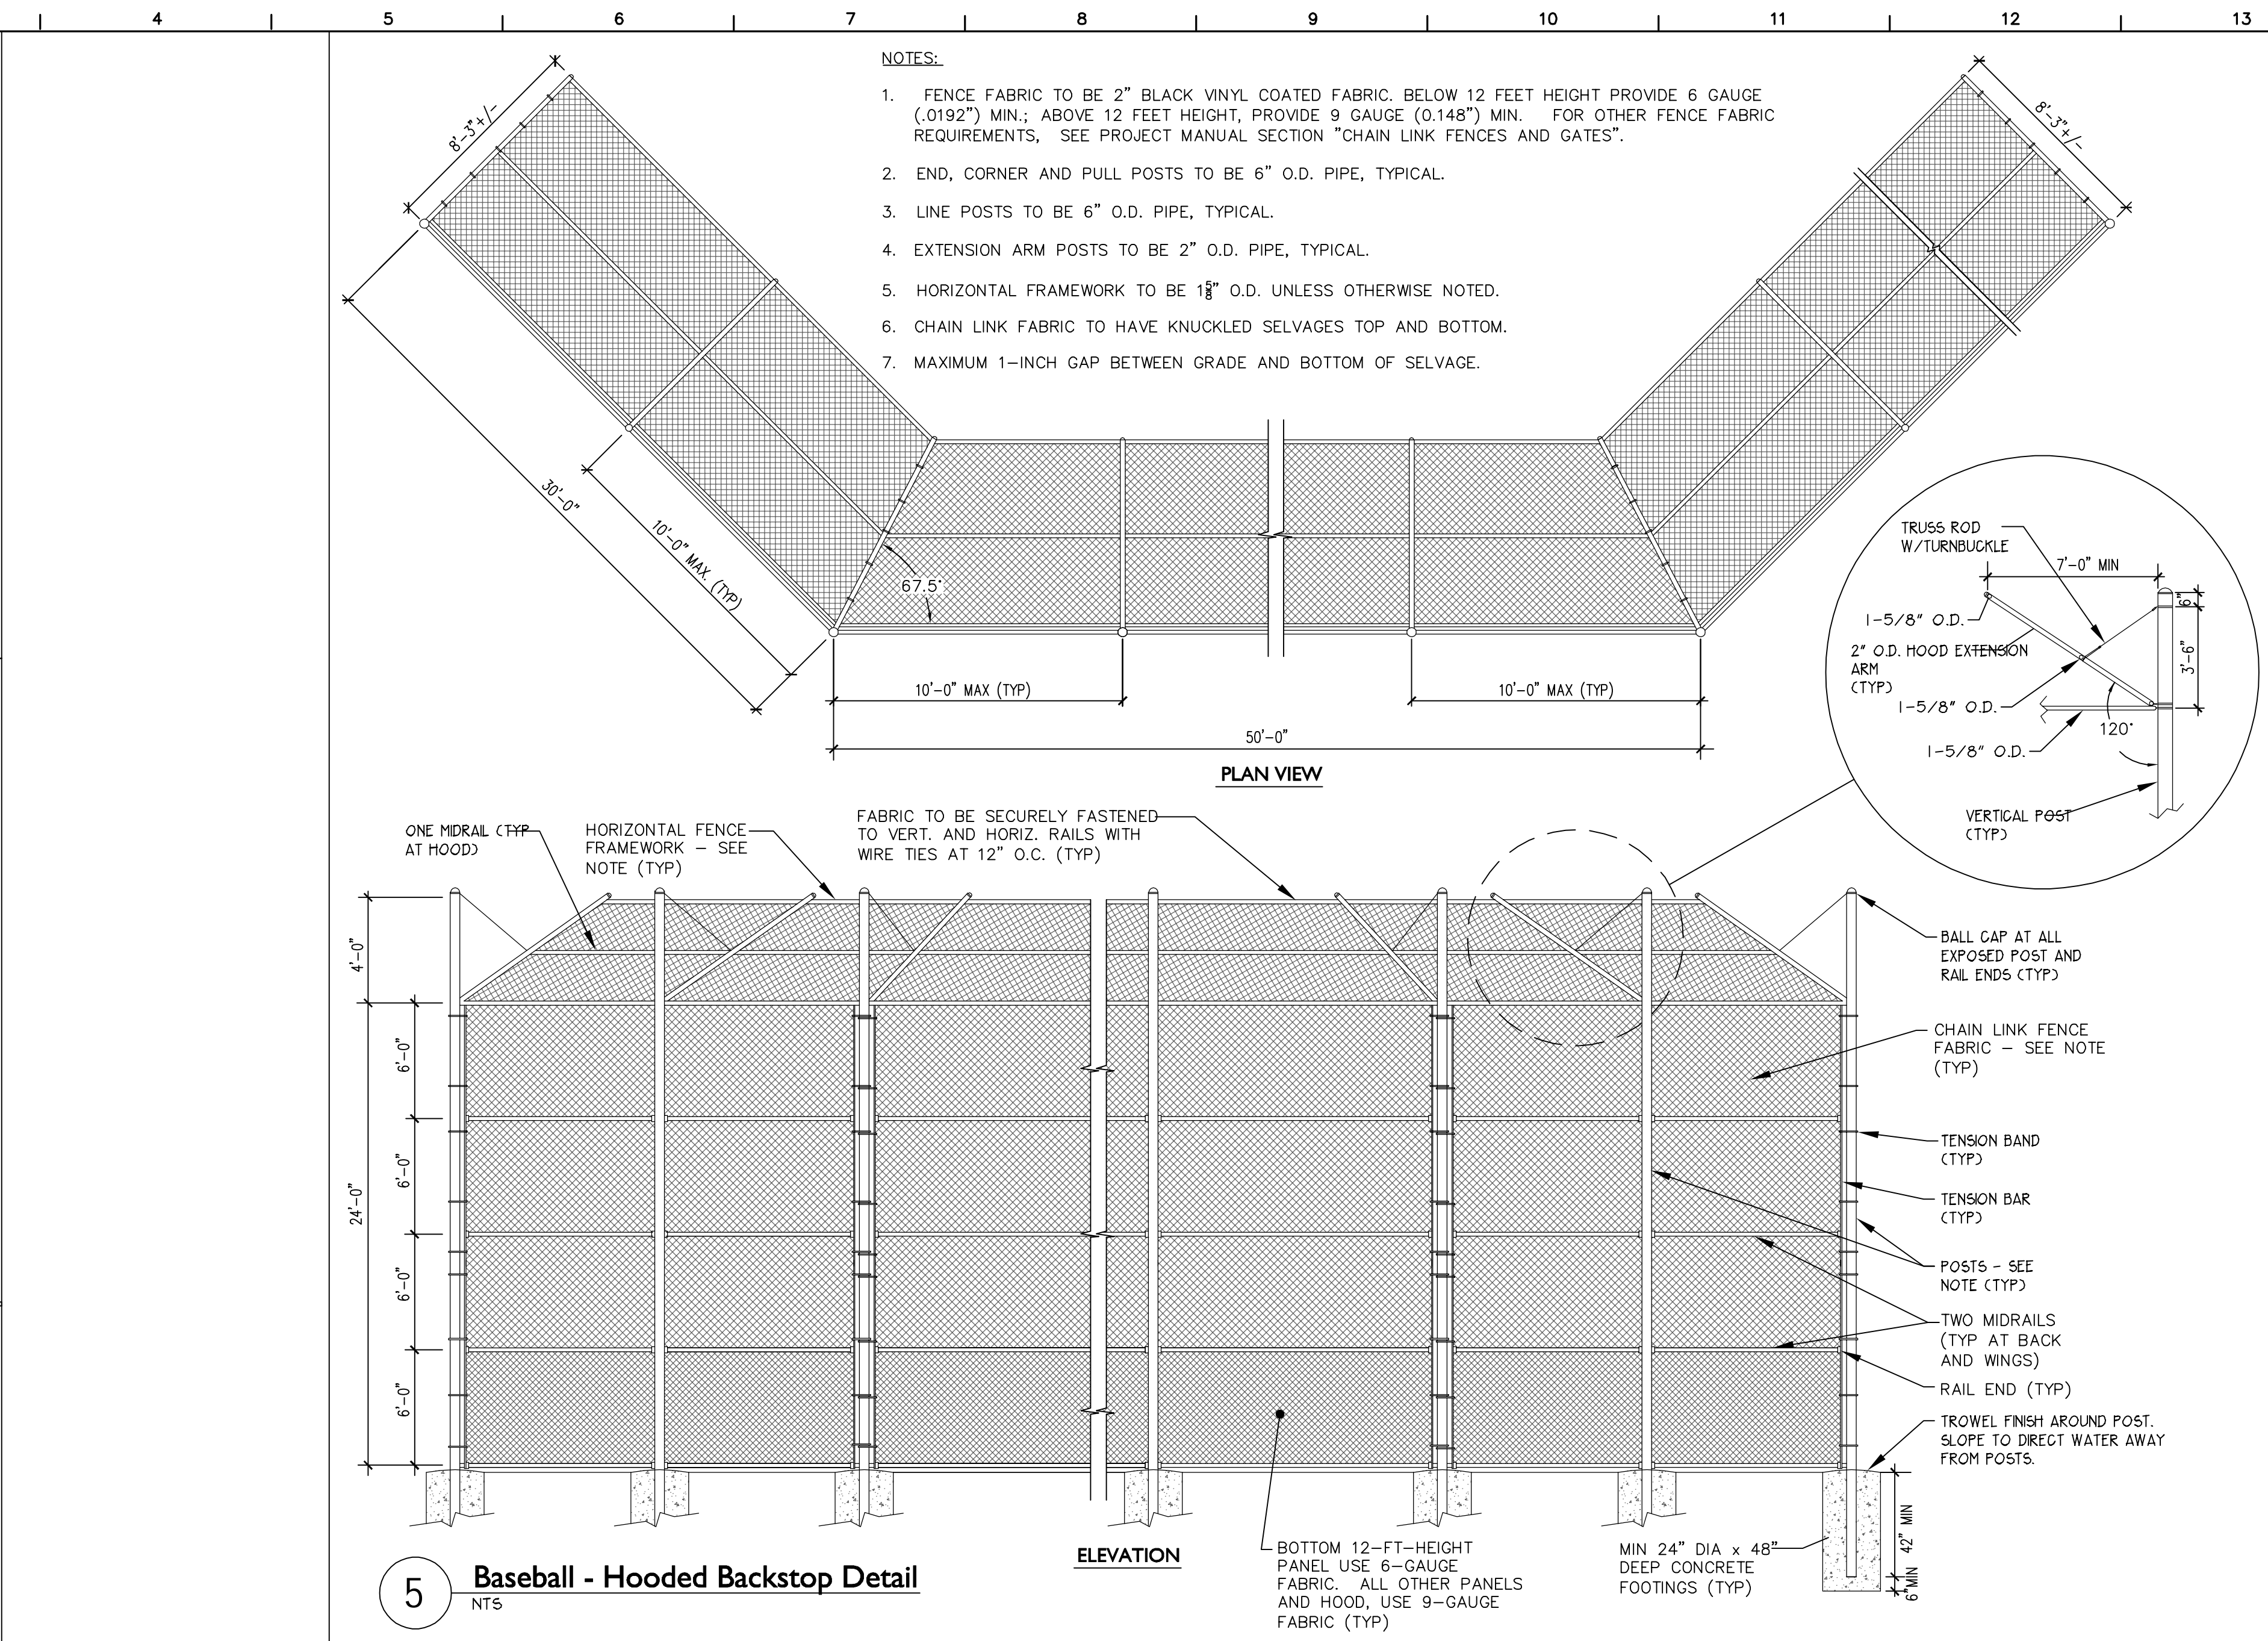 4 5 6 7 8 9 10 11 12 13
NOTES:
1. FENCE FABRIC TO BE 2" BLACK VINYL COATED FABRIC. BELOW 12 FEET HEIGHT PROVIDE 6 GAUGE
(.0192") MIN.; ABOVE 12 FEET HEIGHT, PROVIDE 9 GAUGE (0.148") MIN. FOR OTHER FENCE FABRIC
REQUIREMENTS, SEE PROJECT MANUAL SECTION "CHAIN LINK FENCES AND GATES".
2. END, CORNER AND PULL POSTS TO BE 6" O.D. PIPE, TYPICAL.
3. LINE POSTS TO BE 6" O.D. PIPE, TYPICAL.
4. EXTENSION ARM POSTS TO BE 2" O.D. PIPE, TYPICAL.
5. HORIZONTAL FRAMEWORK TO BE 1 5/8" O.D. UNLESS OTHERWISE NOTED.
6. CHAIN LINK FABRIC TO HAVE KNUCKLED SELVAGES TOP AND BOTTOM.
7. MAXIMUM 1-INCH GAP BETWEEN GRADE AND BOTTOM OF SELVAGE.
8'-3"+/-
8'-3"+/-
30'-0"
10'-0" MAX. (TYP)
67.5°
10'-0" MAX (TYP)
10'-0" MAX (TYP)
50'-0"
PLAN VIEW
TRUSS ROD
W/TURNBUCKLE
7'-0" MIN
6"
1-5/8" O.D.
2" O.D. HOOD EXTENSION
ARM
(TYP)
3'-6"
1-5/8" O.D.
120°
1-5/8" O.D.
VERTICAL POST
(TYP)
ONE MIDRAIL (TYP
AT HOOD)
HORIZONTAL FENCE
FRAMEWORK - SEE
NOTE (TYP)
FABRIC TO BE SECURELY FASTENED
TO VERT. AND HORIZ. RAILS WITH
WIRE TIES AT 12" O.C. (TYP)
4'-0"
24'-0"
6'-0"
6'-0"
6'-0"
6'-0"
BALL CAP AT ALL
EXPOSED POST AND
RAIL ENDS (TYP)
CHAIN LINK FENCE
FABRIC - SEE NOTE
(TYP)
TENSION BAND
(TYP)
TENSION BAR
(TYP)
POSTS - SEE
NOTE (TYP)
TWO MIDRAILS
(TYP AT BACK
AND WINGS)
RAIL END (TYP)
TROWEL FINISH AROUND POST.
SLOPE TO DIRECT WATER AWAY
FROM POSTS.
42" MIN
6"MIN
ELEVATION
BOTTOM 12-FT-HEIGHT
PANEL USE 6-GAUGE
FABRIC. ALL OTHER PANELS
AND HOOD, USE 9-GAUGE
FABRIC (TYP)
MIN 24" DIA x 48"
DEEP CONCRETE
FOOTINGS (TYP)
5
Baseball - Hooded Backstop Detail
NTS